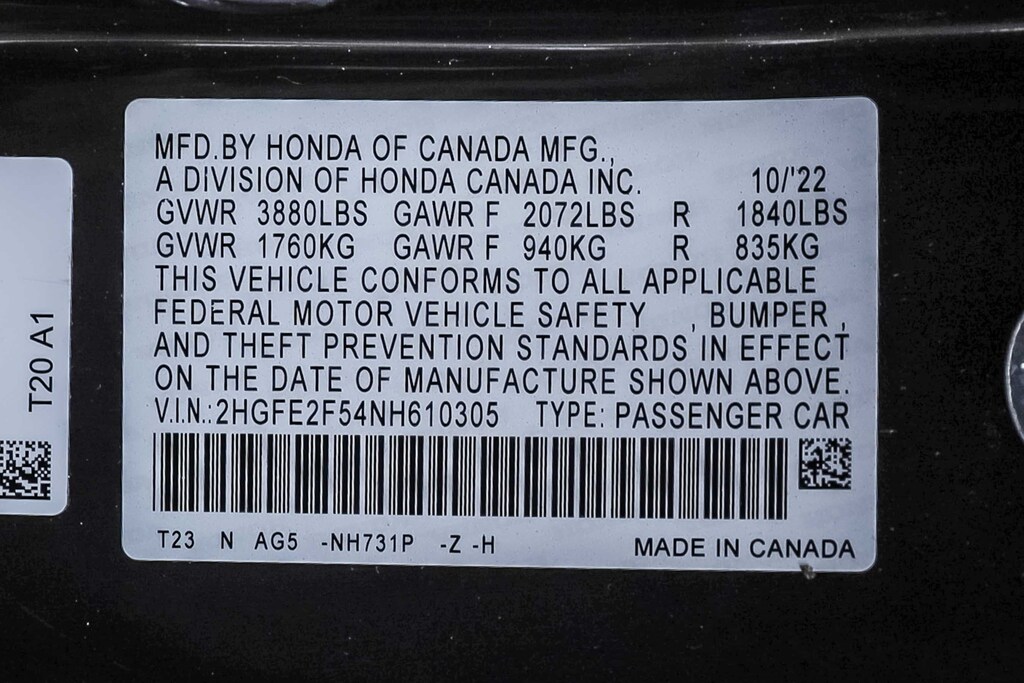 MFD.BY HONDA OF CANADA MFG.,
A DIVISION OF HONDA CANADA INC. 10/'22
GVWR 3880LBS GAWR F 2072LBS R 1840LBS
GVWR 1760KG GAWR F 940KG R 835KG
THIS VEHICLE CONFORMS TO ALL APPLICABLE
FEDERAL MOTOR VEHICLE SAFETY , BUMPER ,
AND THEFT PREVENTION STANDARDS IN EFFECT
ON THE DATE OF MANUFACTURE SHOWN ABOVE.
V.I.N.:2HGFE2F54NH610305 TYPE: PASSENGER CAR
T23 N AG5 -NH731P -Z -H MADE IN CANADA
T20 A1